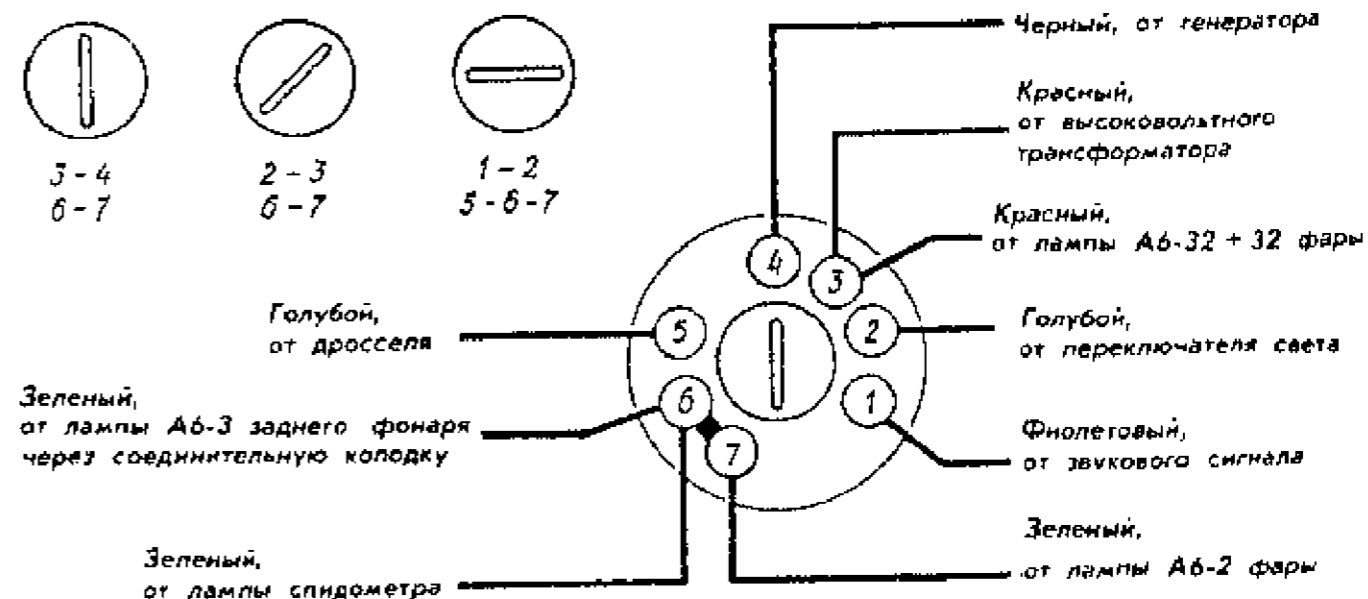 3-4
6-7
2-3
6-7
1-2
5-6-7
Черный, от генератора
Красный,
от высоковольтного
трансформатора
Красный,
от лампы А6-32+32 фары
Голубой,
от переключателя света
Фиолетовый,
от звукового сигнала
Зеленый,
от лампы А6-2 фары
Голубой,
от дросселя
Зеленый,
от лампы А6-3 заднего фонаря
через соединительную колодку
Зеленый,
от лампы спидометра
4
3
2
1
5
6
7